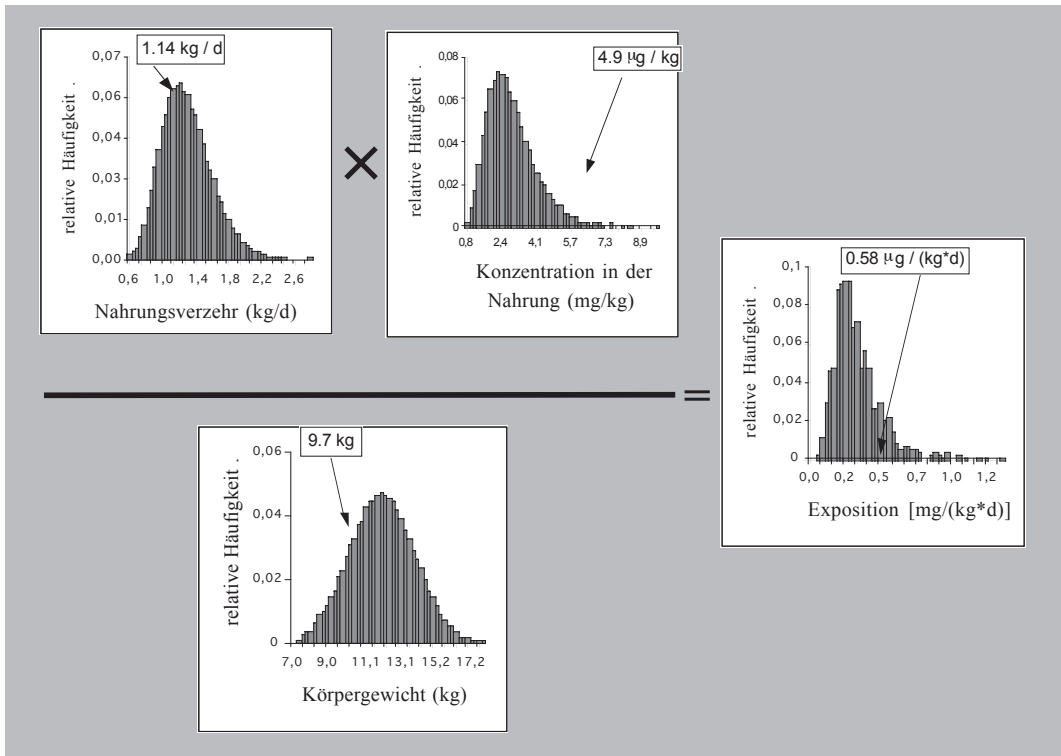 1.14 kg / d
relative Häufigkeit .
0,07
0,06
0,04
0,03
0,01
0,00
0,6 1,0 1,4 1,8 2,2 2,6
Nahrungsverzehr (kg/d)
×
4.9 µg / kg
relative Häufigkeit .
0,08
0,06
0,04
0,02
0
0,8 2,4 4,1 5,7 7,3 8,9
Konzentration in der
Nahrung (mg/kg)
9.7 kg
relative Häufigkeit .
0,06
0,04
0,02
0
7,0 9,0 11,1 13,1 15,2 17,2
Körpergewicht (kg)
=
0.58 µg / (kg*d)
relative Häufigkeit .
0,1
0,08
0,06
0,04
0,02
0
0,0 0,2 0,5 0,7 1,0 1,2
Exposition [mg/(kg*d)]